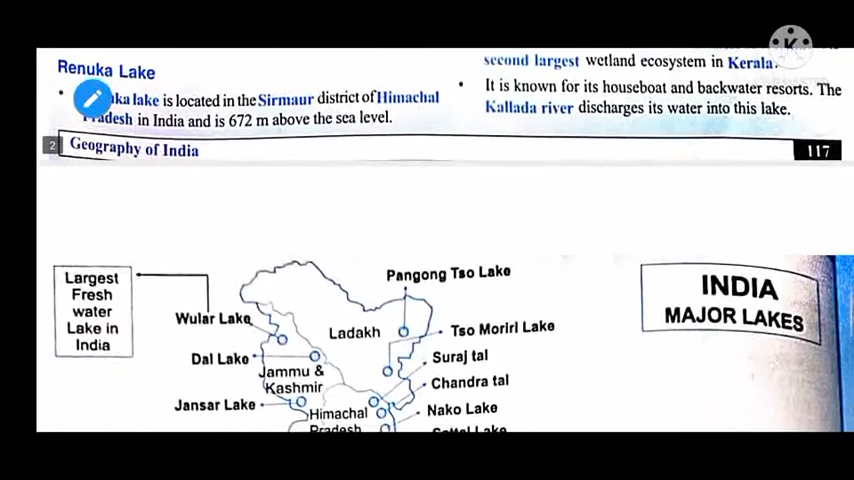 Renuka Lake
uka lake is located in the Sirmaur district of Himachal
Pradesh in India and is 672 m above the sea level.
second largest wetland ecosystem in Kerala.
It is known for its houseboat and backwater resorts. The
Kallada river discharges its water into this lake.
2
Geography of India
117
K
INDIA
MAJOR LAKES
Largest
Fresh
water
Lake in
India
Pangong Tso Lake
Wular Lake
Ladakh
Tso Moriri Lake
Dal Lake
Suraj tal
Jammu &
Kashmir
Chandra tal
Jansar Lake
Himachal
Pradesh
Nako Lake